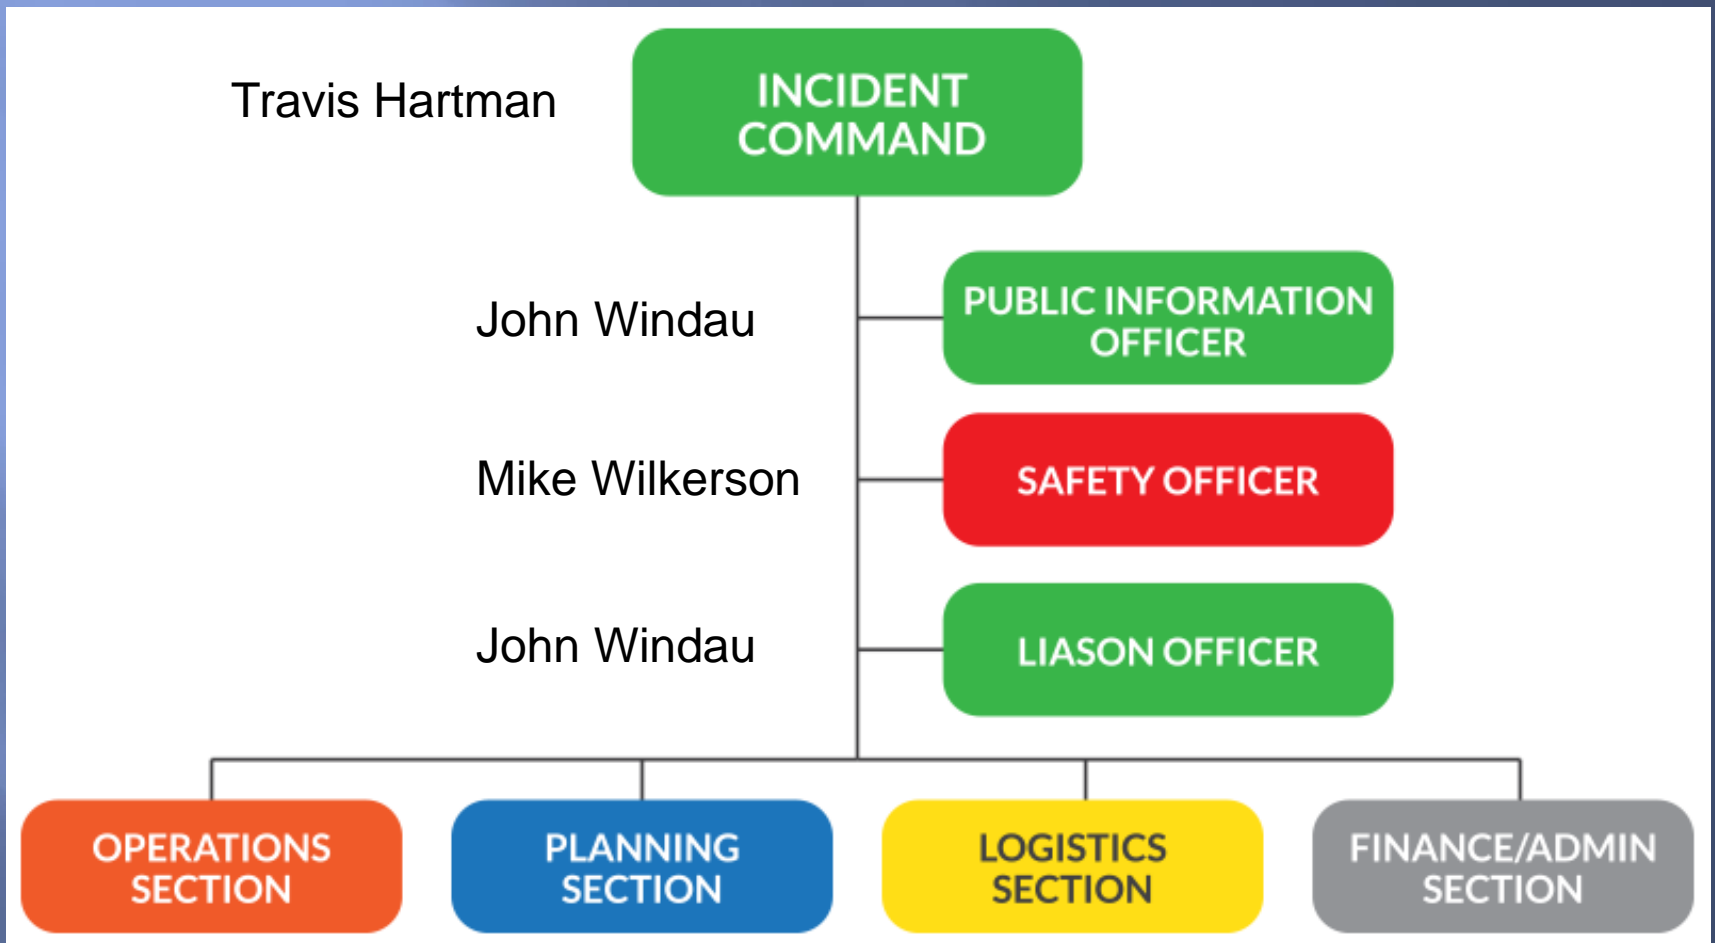 Travis Hartman
INCIDENT
COMMAND
John Windau
PUBLIC INFORMATION
OFFICER
Mike Wilkerson
SAFETY OFFICER
John Windau
LIASON OFFICER
OPERATIONS
SECTION
PLANNING
SECTION
LOGISTICS
SECTION
FINANCE/ADMIN
SECTION